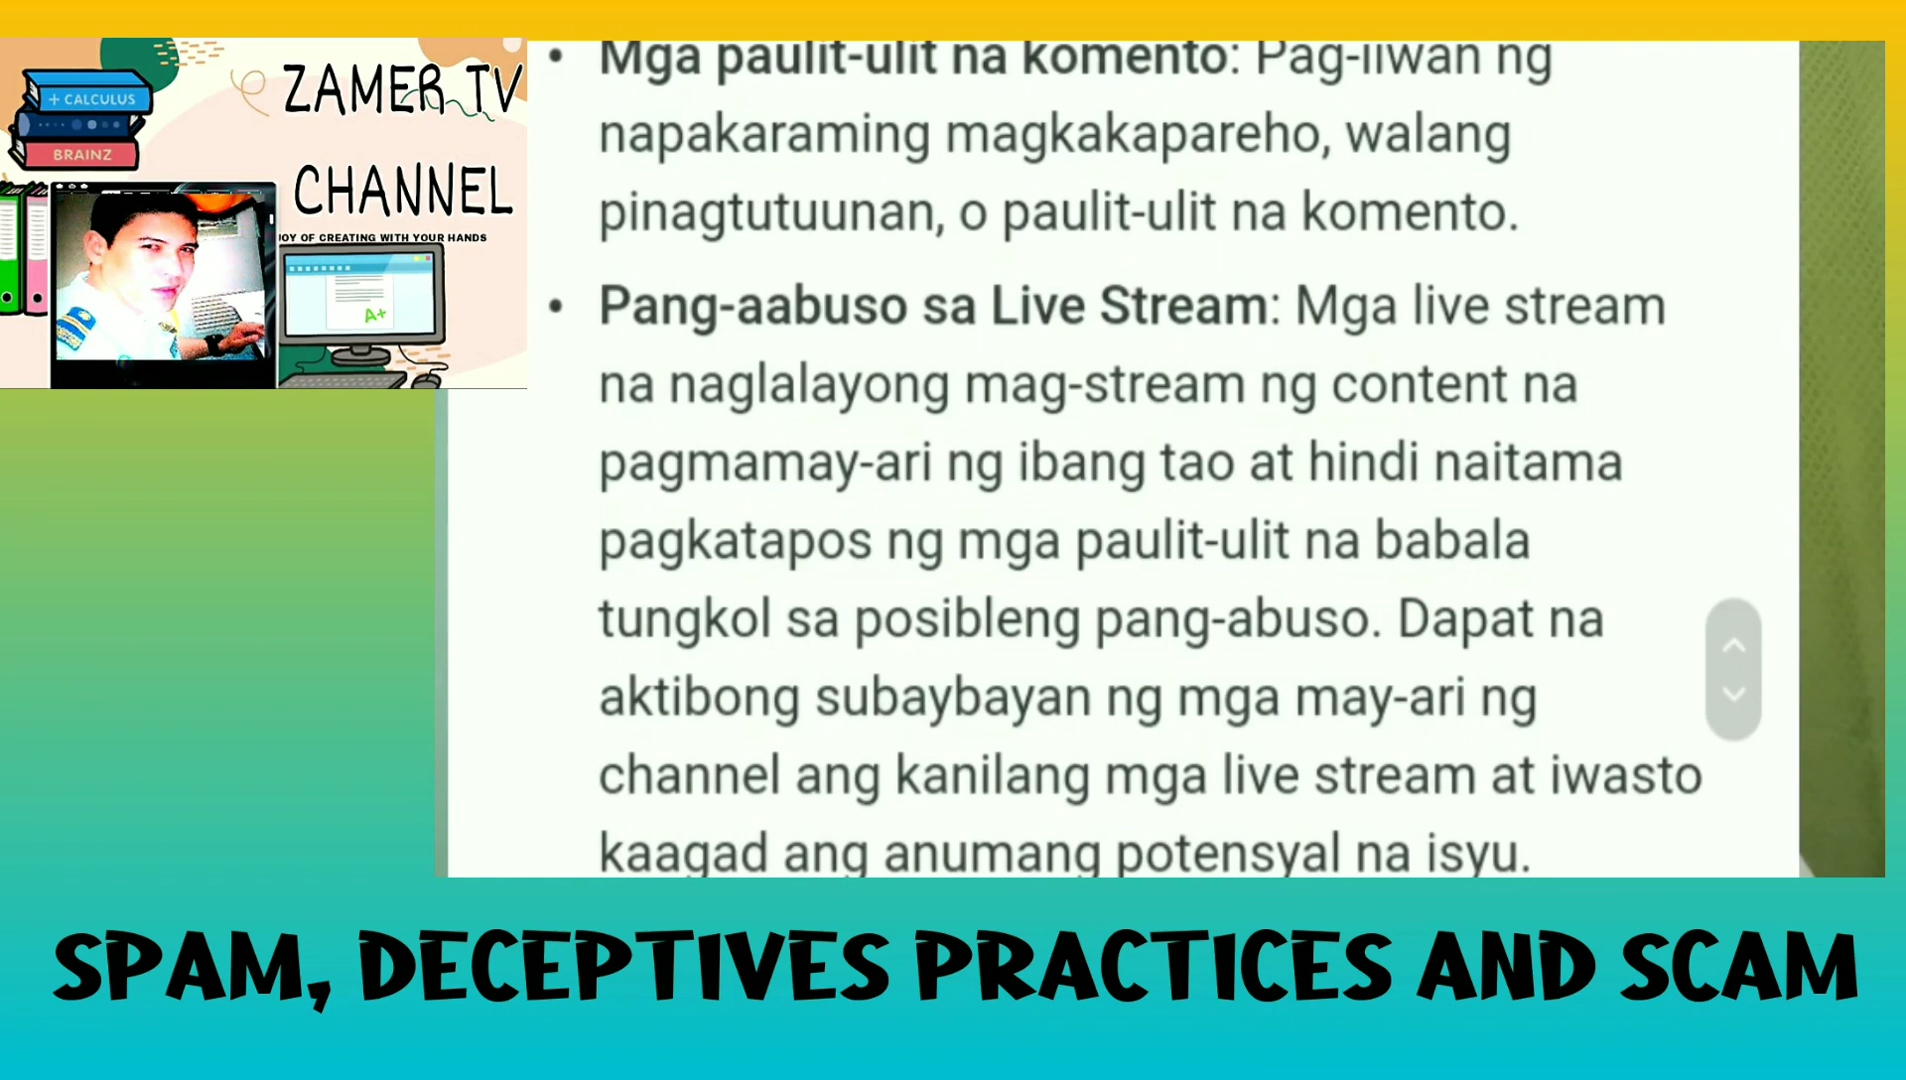 + CALCULUS
BRAINZ
ZAMER TV
CHANNEL
JOY OF CREATING WITH YOUR HANDS
A+
• Mga paulit-ulit na komento: Pag-iiwan ng
napakaraming magkakapareho, walang
pinagtutuunan, o paulit-ulit na komento.
• Pang-aabuso sa Live Stream: Mga live stream
na naglalayong mag-stream ng content na
pagmamay-ari ng ibang tao at hindi naitama
pagkatapos ng mga paulit-ulit na babala
tungkol sa posibleng pang-abuso. Dapat na
aktibong subaybayan ng mga may-ari ng
channel ang kanilang mga live stream at iwasto
kaagad ang anumang potensyal na isyu.
SPAM, DECEPTIVES PRACTICES AND SCAM